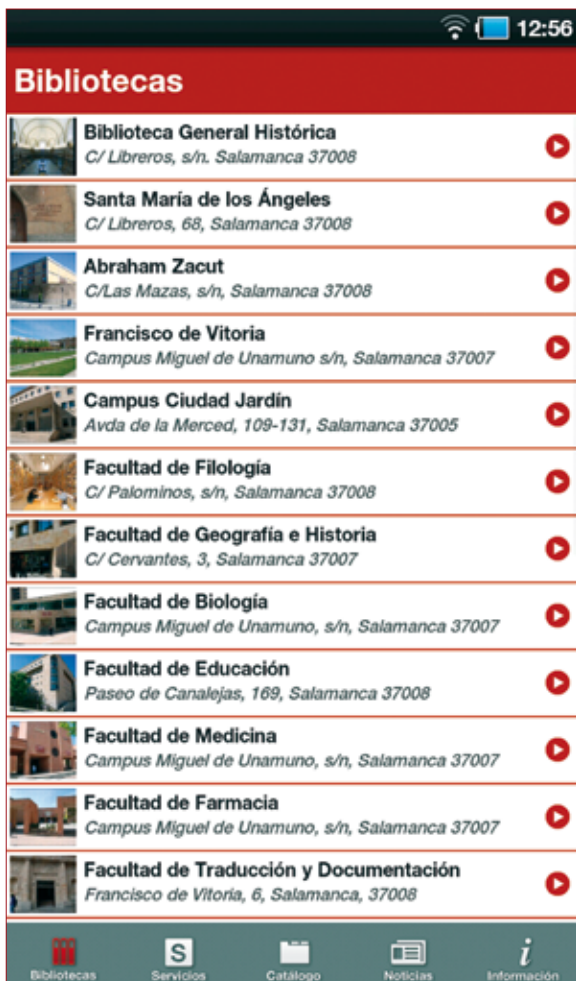 12:56
Bibliotecas
Biblioteca General Histórica
C/ Libreros, s/n. Salamanca 37008
Santa María de los Ángeles
C/ Libreros, 68, Salamanca 37008
Abraham Zacut
C/Las Mazas, s/n, Salamanca 37008
Francisco de Vitoria
Campus Miguel de Unamuno s/n, Salamanca 37007
Campus Ciudad Jardín
Avda de la Merced, 109-131, Salamanca 37005
Facultad de Filología
C/ Palominos, s/n, Salamanca 37008
Facultad de Geografía e Historia
C/ Cervantes, 3, Salamanca 37007
Facultad de Biología
Campus Miguel de Unamuno, s/n, Salamanca 37007
Facultad de Educación
Paseo de Canalejas, 169, Salamanca 37008
Facultad de Medicina
Campus Miguel de Unamuno, s/n, Salamanca 37007
Facultad de Farmacia
Campus Miguel de Unamuno, s/n, Salamanca 37007
Facultad de Traducción y Documentación
Francisco de Vitoria, 6, Salamanca, 37008
S i
Bibliotecas Servicios Catálogo Noticias Información